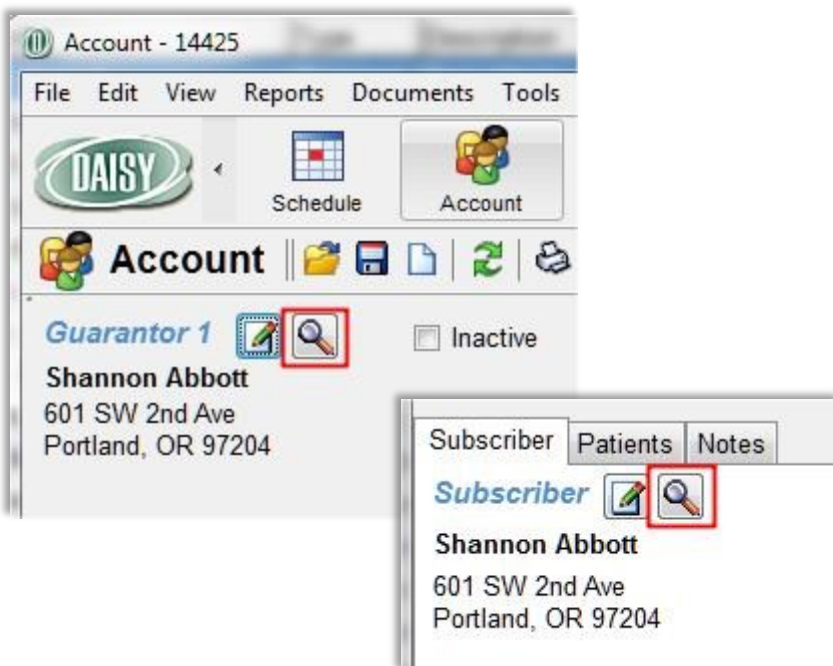 Account - 14425
File Edit View Reports Documents Tools
DAISY
Schedule
Account
Account
Guarantor 1
Inactive
Shannon Abbott
601 SW 2nd Ave
Portland, OR 97204
Subscriber Patients Notes
Subscriber
Shannon Abbott
601 SW 2nd Ave
Portland, OR 97204